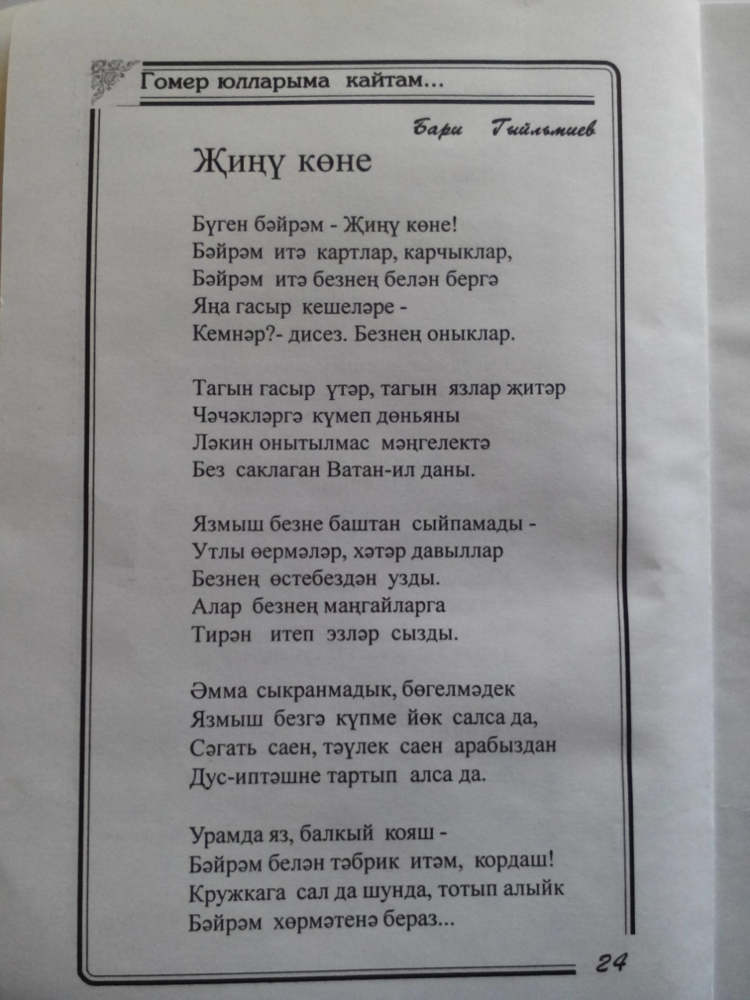 Гомер юлларыма кайтам...
Бари Гыйльмиев
Җиңү көне
Бүген бәйрәм - Җиңү көне!
Бәйрәм итә картлар, карчыклар,
Бәйрәм итә безнең белән бергә
Яңа гасыр кешеләре -
Кемнәр?- дисез. Безнең оныклар.
Тагын гасыр үтәр, тагын язлар җитәр
Чәчәкләргә күмеп дөньяны
Ләкин онытылмас мәңгелектә
Без саклаган Ватан-ил даны.
Язмыш безне баштан сыйпамады -
Утлы өермәләр, хәтәр давыллар
Безнең өстебездән узды.
Алар безнең маңгайларга
Тирән итеп эзләр сызды.
Әмма сыкранмадык, бөгелмәдек
Язмыш безгә күпме йөк салса да,
Сәгать саен, тәүлек саен арабыздан
Дус-иптәшне тартып алса да.
Урамда яз, балкый кояш -
Бәйрәм белән тәбрик итәм, кордаш!
Кружкага сал да шунда, тотып алыйк
Бәйрәм хөрмәтенә бераз...
24